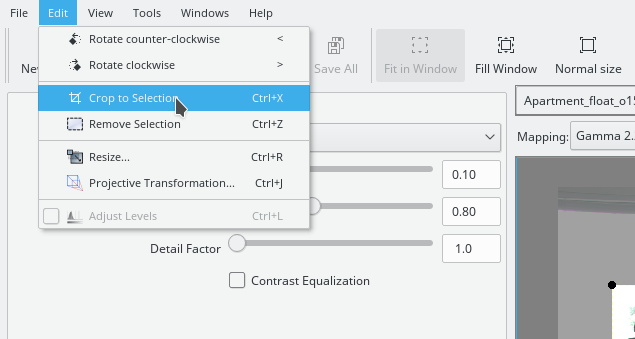 File Edit View Tools Windows Help
Rotate counter-clockwise <
Rotate clockwise >
Crop to Selection Ctrl+X
Remove Selection Ctrl+Z
Resize... Ctrl+R
Projective Transformation... Ctrl+J
Adjust Levels Ctrl+L
Save All Fit in Window Fill Window Normal size
Apartment_float_o15
Mapping: Gamma 2..
0.10
0.80
Detail Factor 1.0
Contrast Equalization